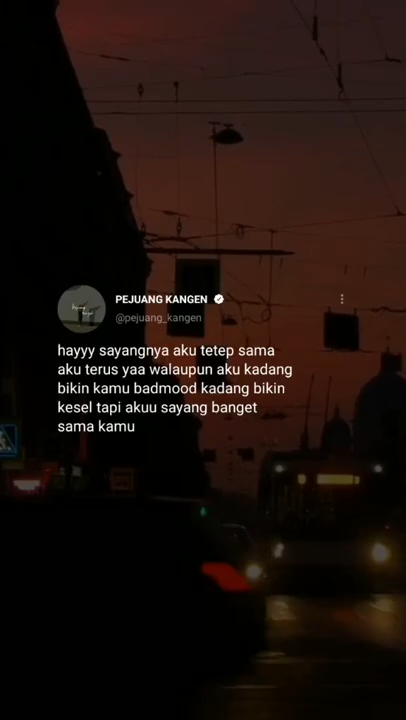 PEJUANG KANGEN
@pejuang_kangen
hayyy sayangnya aku tetep sama
aku terus yaa walaupun aku kadang
bikin kamu badmood kadang bikin
kesel tapi akuu sayang banget
sama kamu